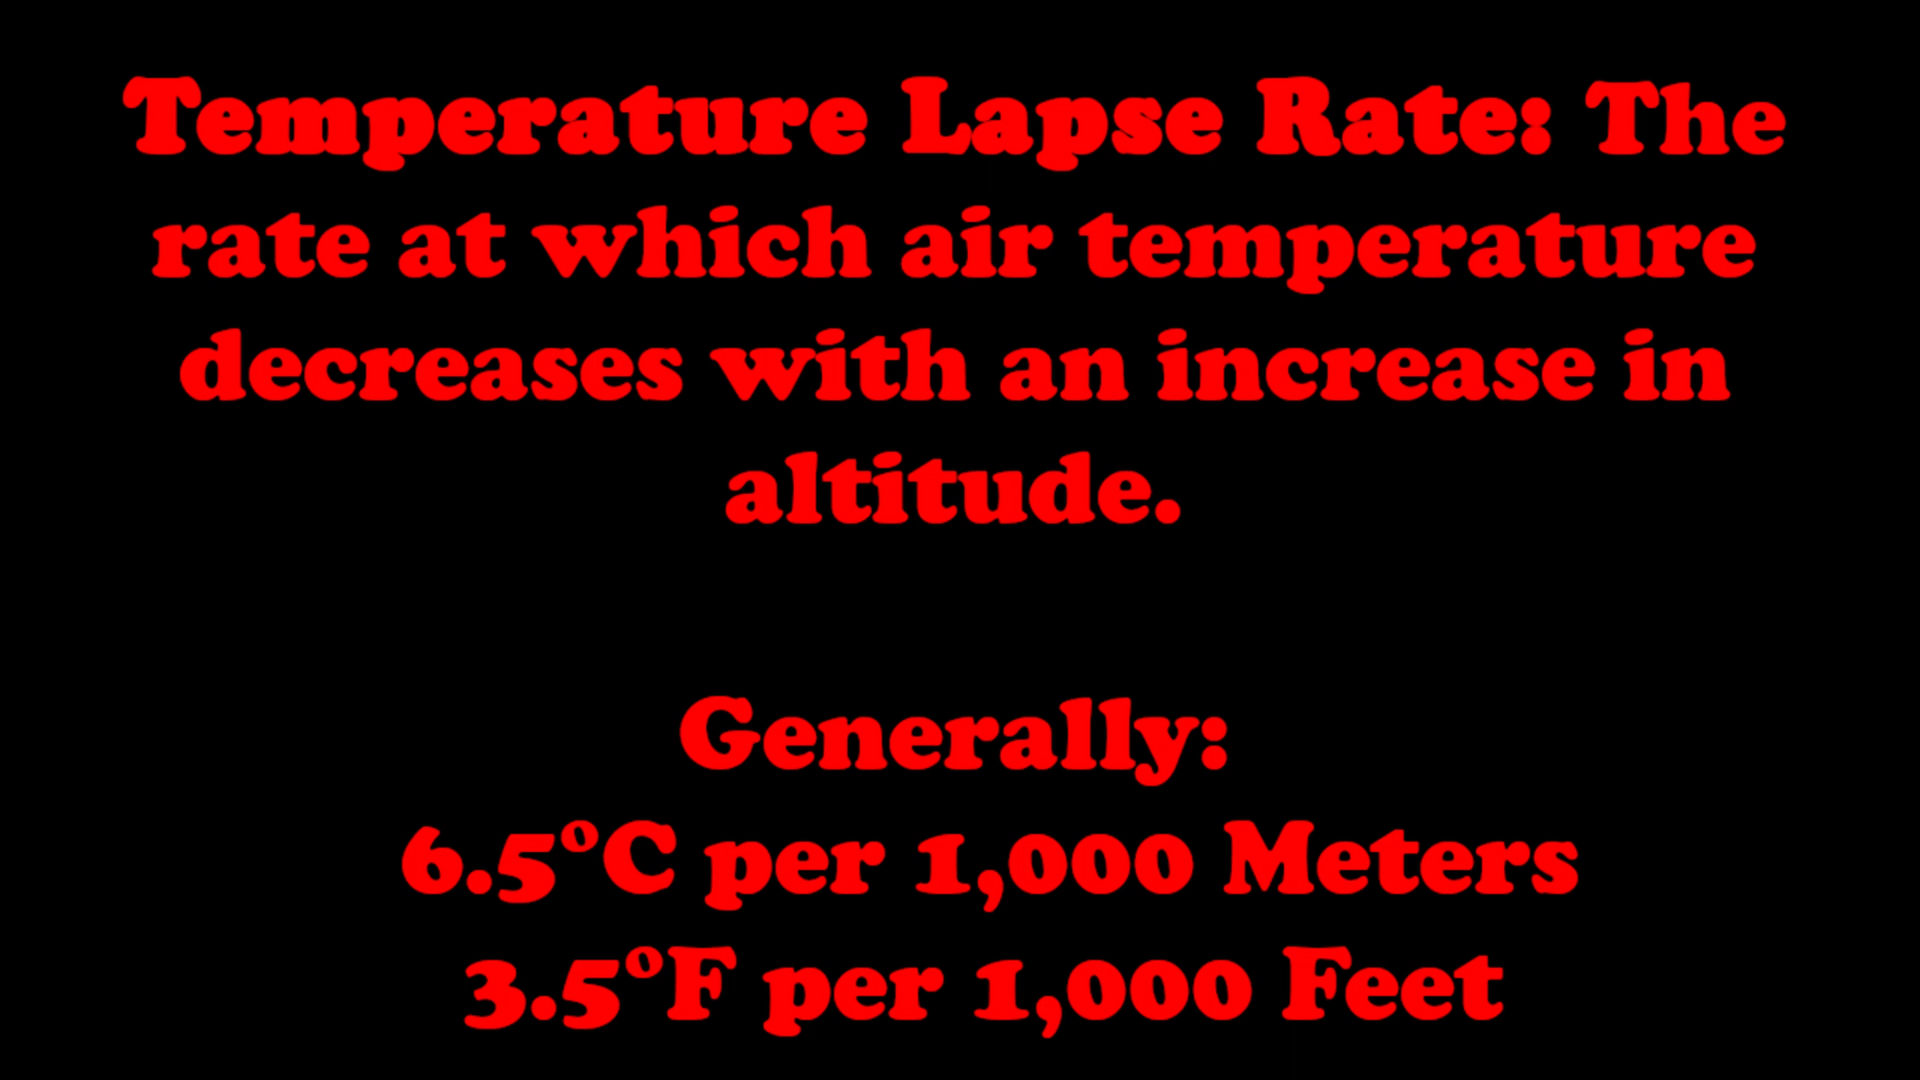 Temperature Lapse Rate: The
rate at which air temperature
decreases with an increase in
altitude.
Generally:
6.5°C per 1,000 Meters
3.5°F per 1,000 Feet